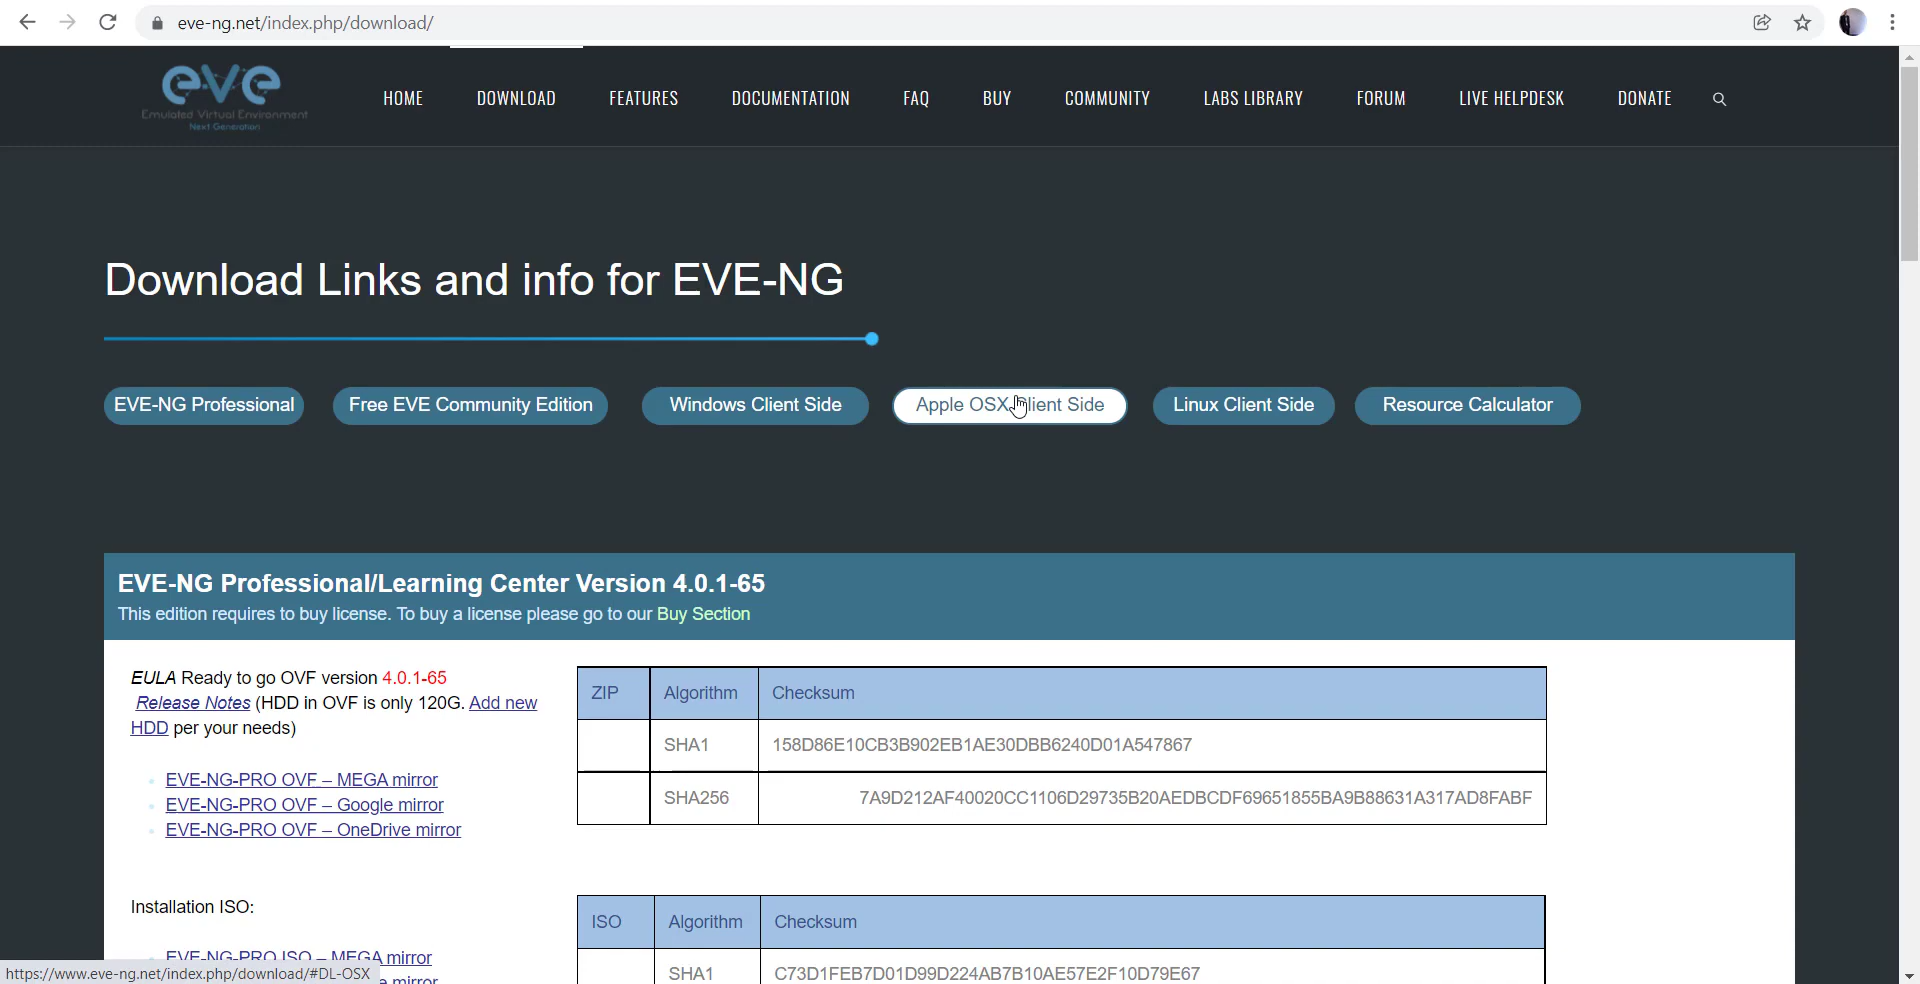 eve-ng.net/index.php/download/
eve
Emulated Virtual Environment
Next Generation
HOME
DOWNLOAD
FEATURES
DOCUMENTATION
FAQ
BUY
COMMUNITY
LABS LIBRARY
FORUM
LIVE HELPDESK
DONATE
Download Links and info for EVE-NG
EVE-NG Professional
Free EVE Community Edition
Windows Client Side
Apple OSX Client Side
Linux Client Side
Resource Calculator
EVE-NG Professional/Learning Center Version 4.0.1-65
This edition requires to buy license. To buy a license please go to our Buy Section
EULA Ready to go OVF version 4.0.1-65
Release Notes (HDD in OVF is only 120G. Add new
HDD per your needs)
EVE-NG-PRO OVF – MEGA mirror
EVE-NG-PRO OVF – Google mirror
EVE-NG-PRO OVF – OneDrive mirror
ZIP Algorithm Checksum
SHA1 158D86E10CB3B902EB1AE30DBB6240D01A547867
SHA256 7A9D212AF40020CC1106D29735B20AEDBCDF69651855BA9B88631A317AD8FABF
Installation ISO:
EVE-NG-PRO ISO – MEGA mirror
mirror
ISO Algorithm Checksum
SHA1 C73D1FEB7D01D99D224AB7B10AE57E2F10D79E67
https://www.eve-ng.net/index.php/download/#DL-OSX